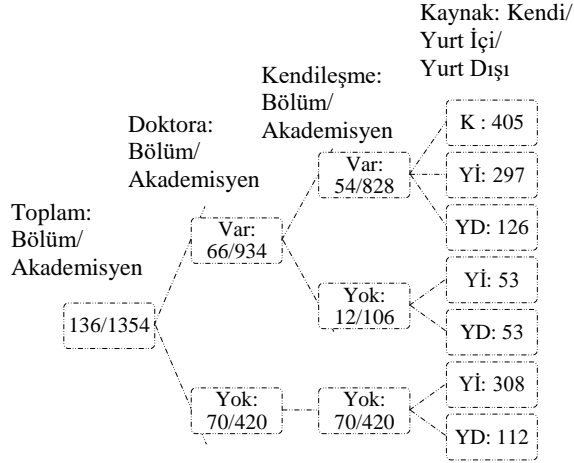 Kaynak: Kendi/
Yurt İçi/
Yurt Dışı
Kendileşme:
Bölüm/
Akademisyen
Doktora:
Bölüm/
Akademisyen
Toplam:
Bölüm/
Akademisyen
136/1354
Var:
66/934
Yok:
70/420
Var:
54/828
Yok:
12/106
Yok:
70/420
K : 405
Yİ: 297
YD: 126
Yİ: 53
YD: 53
Yİ: 308
YD: 112